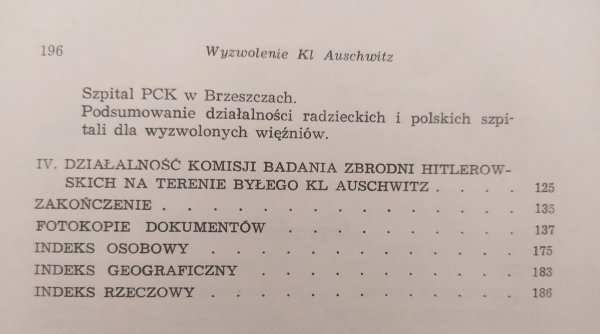 196 Wyzwolenie Kl Auschwitz
Szpital PCK w Brzeszczach.
Podsumowanie działalności radzieckich i polskich szpi-
tali dla wyzwolonych więźniów.
IV. DZIAŁALNOŚĆ KOMISJI BADANIA ZBRODNI HITLEROW-
SKICH NA TERENIE BYŁEGO KL AUSCHWITZ . . . . 125
ZAKOŃCZENIE . . . . . . . . . . . . . . 135
FOTOKOPIE DOKUMENTÓW . . . . . . . . . . 137
INDEKS OSOBOWY . . . . . . . . . . . . . 175
INDEKS GEOGRAFICZNY . . . . . . . . . . . 183
INDEKS RZECZOWY . . . . . . . . . . . . . 186